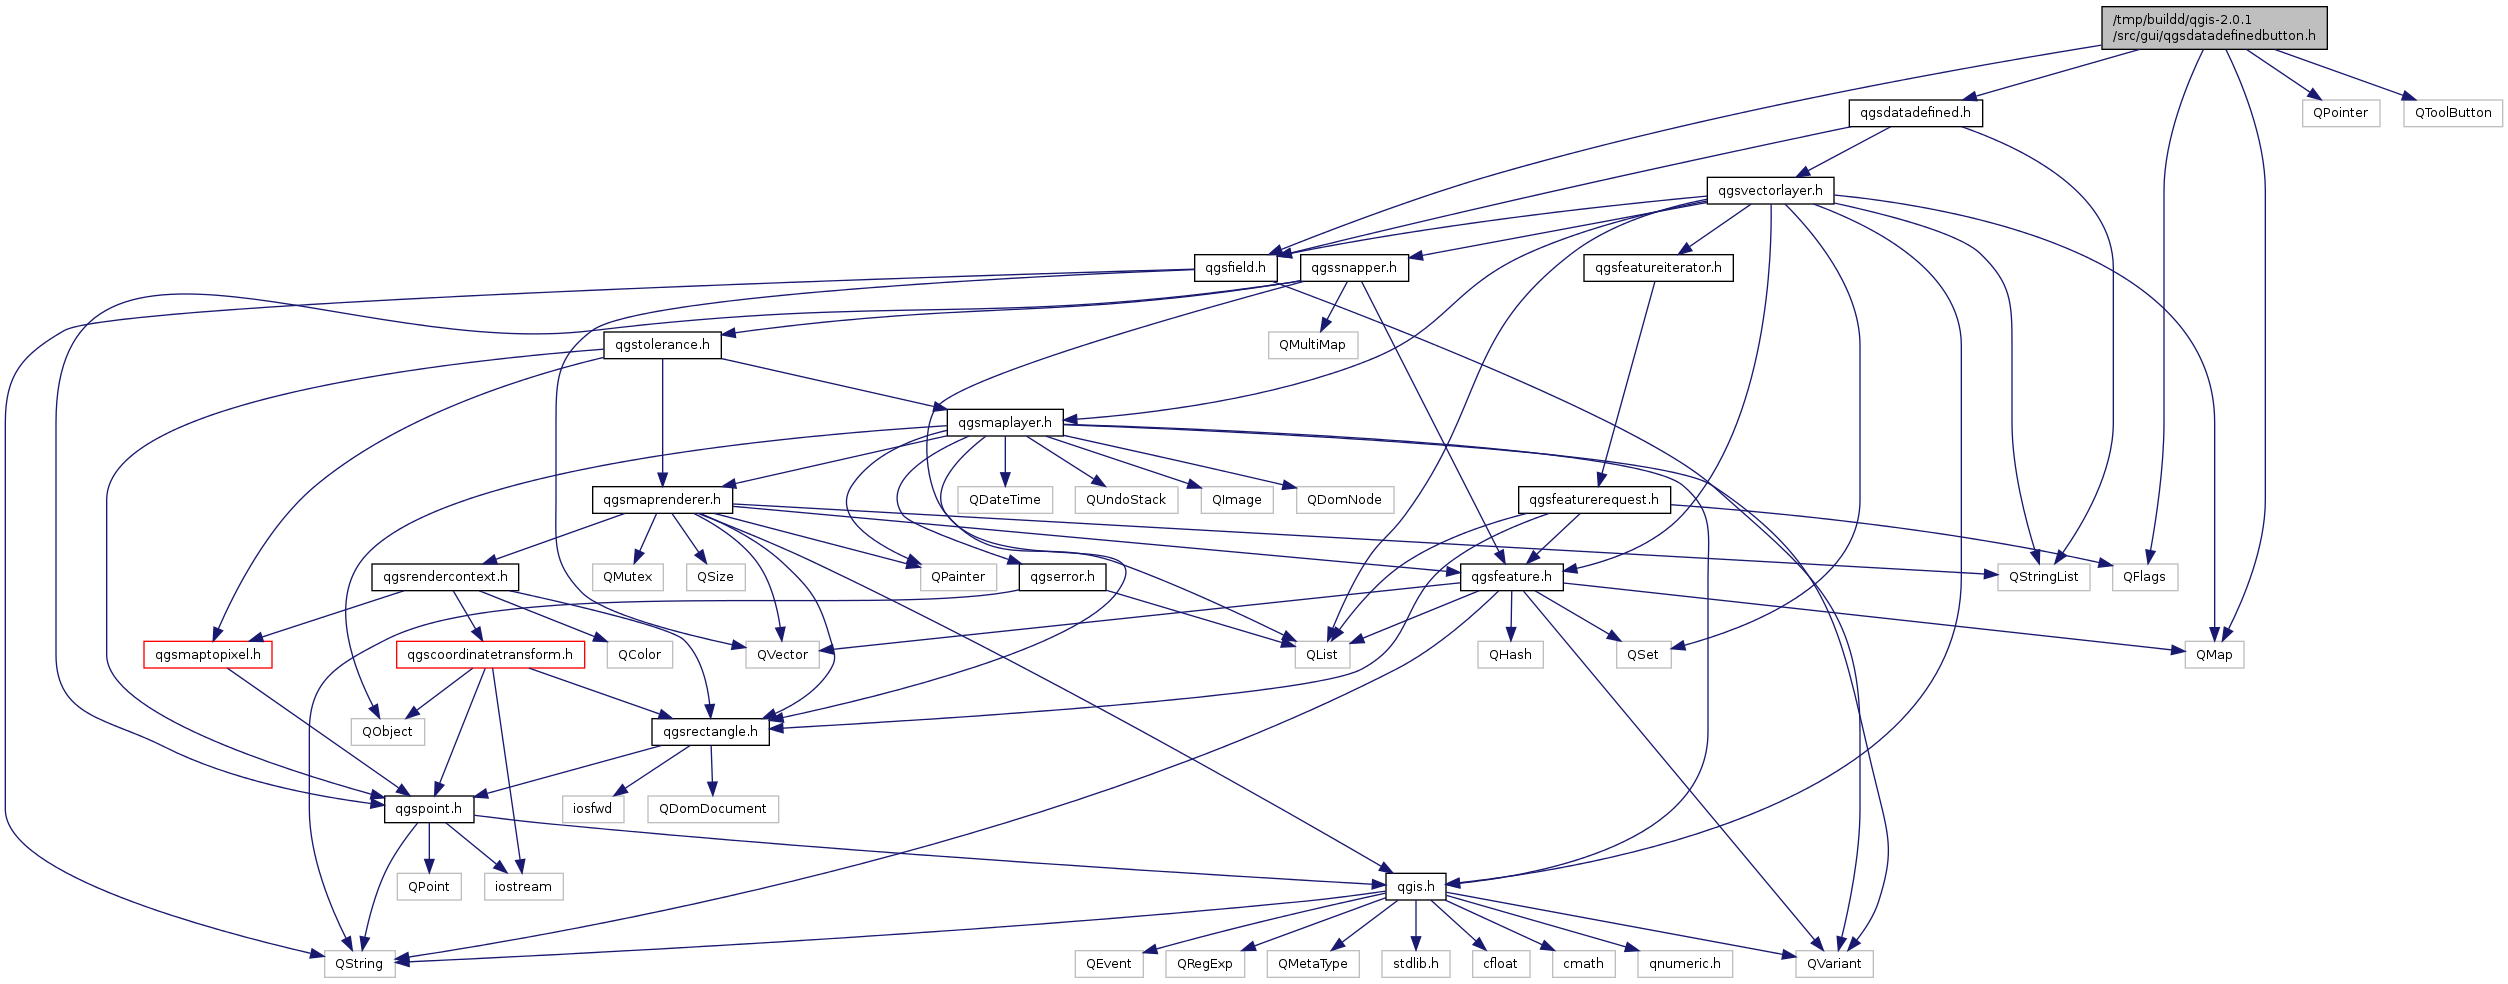 /tmp/buildd/qgis-2.0.1
/src/gui/qgsdatadefinedbutton.h
qgsdatadefined.h
QPointer
QToolButton
qgsvectorlayer.h
qgsfield.h
qgssnapper.h
qgsfeatureiterator.h
qgstolerance.h
QMultiMap
qgsmaplayer.h
qgsmaprenderer.h
QDateTime
QUndoStack
QImage
QDomNode
qgsfeaturerequest.h
qgsrendercontext.h
QMutex
QSize
QPainter
qgserror.h
qgsfeature.h
QStringList
QFlags
qgsmaptopixel.h
qgscoordinatetransform.h
QColor
QVector
QList
QHash
QSet
QMap
QObject
qgsrectangle.h
qgspoint.h
iosfwd
QDomDocument
QPoint
iostream
qgis.h
QString
QEvent
QRegExp
QMetaType
stdlib.h
cfloat
cmath
qnumeric.h
QVariant